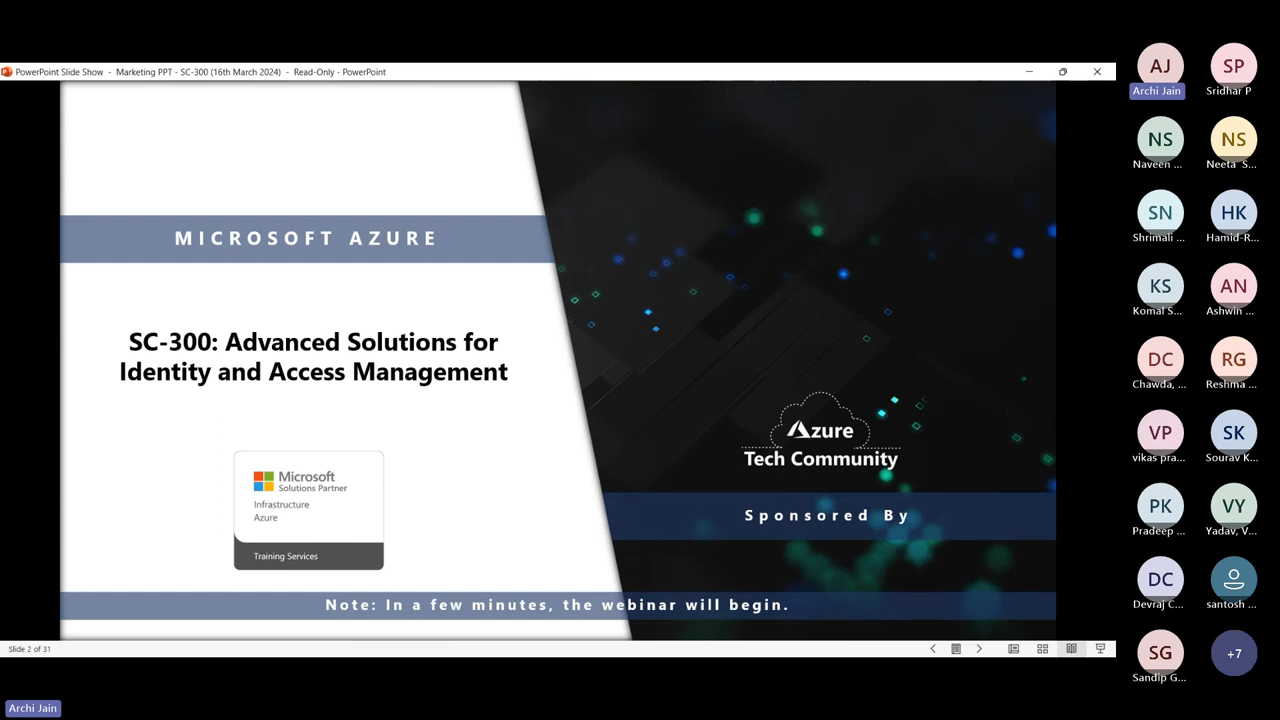 PowerPoint Slide Show - Marketing PPT - SC-300 (16th March 2024) - Read-Only - PowerPoint
MICROSOFT AZURE
SC-300: Advanced Solutions for
Identity and Access Management
Microsoft
Solutions Partner
Infrastructure
Azure
Training Services
Azure
Tech Community
Sponsored By
Note: In a few minutes, the webinar will begin.
Slide 2 of 31
Archi Jain
AJ
Archi Jain
SP
Sridhar P
NS
Naveen ...
NS
Neeta S...
SN
Shrimali ...
HK
Hamid-R...
KS
Komal S...
AN
Ashwin ...
DC
Chawda, ...
RG
Reshma ...
VP
vikas pra...
SK
Sourav K...
PK
Pradeep ...
VY
Yadav, V...
DC
Devraj C...
santosh ...
SG
Sandip G...
+7